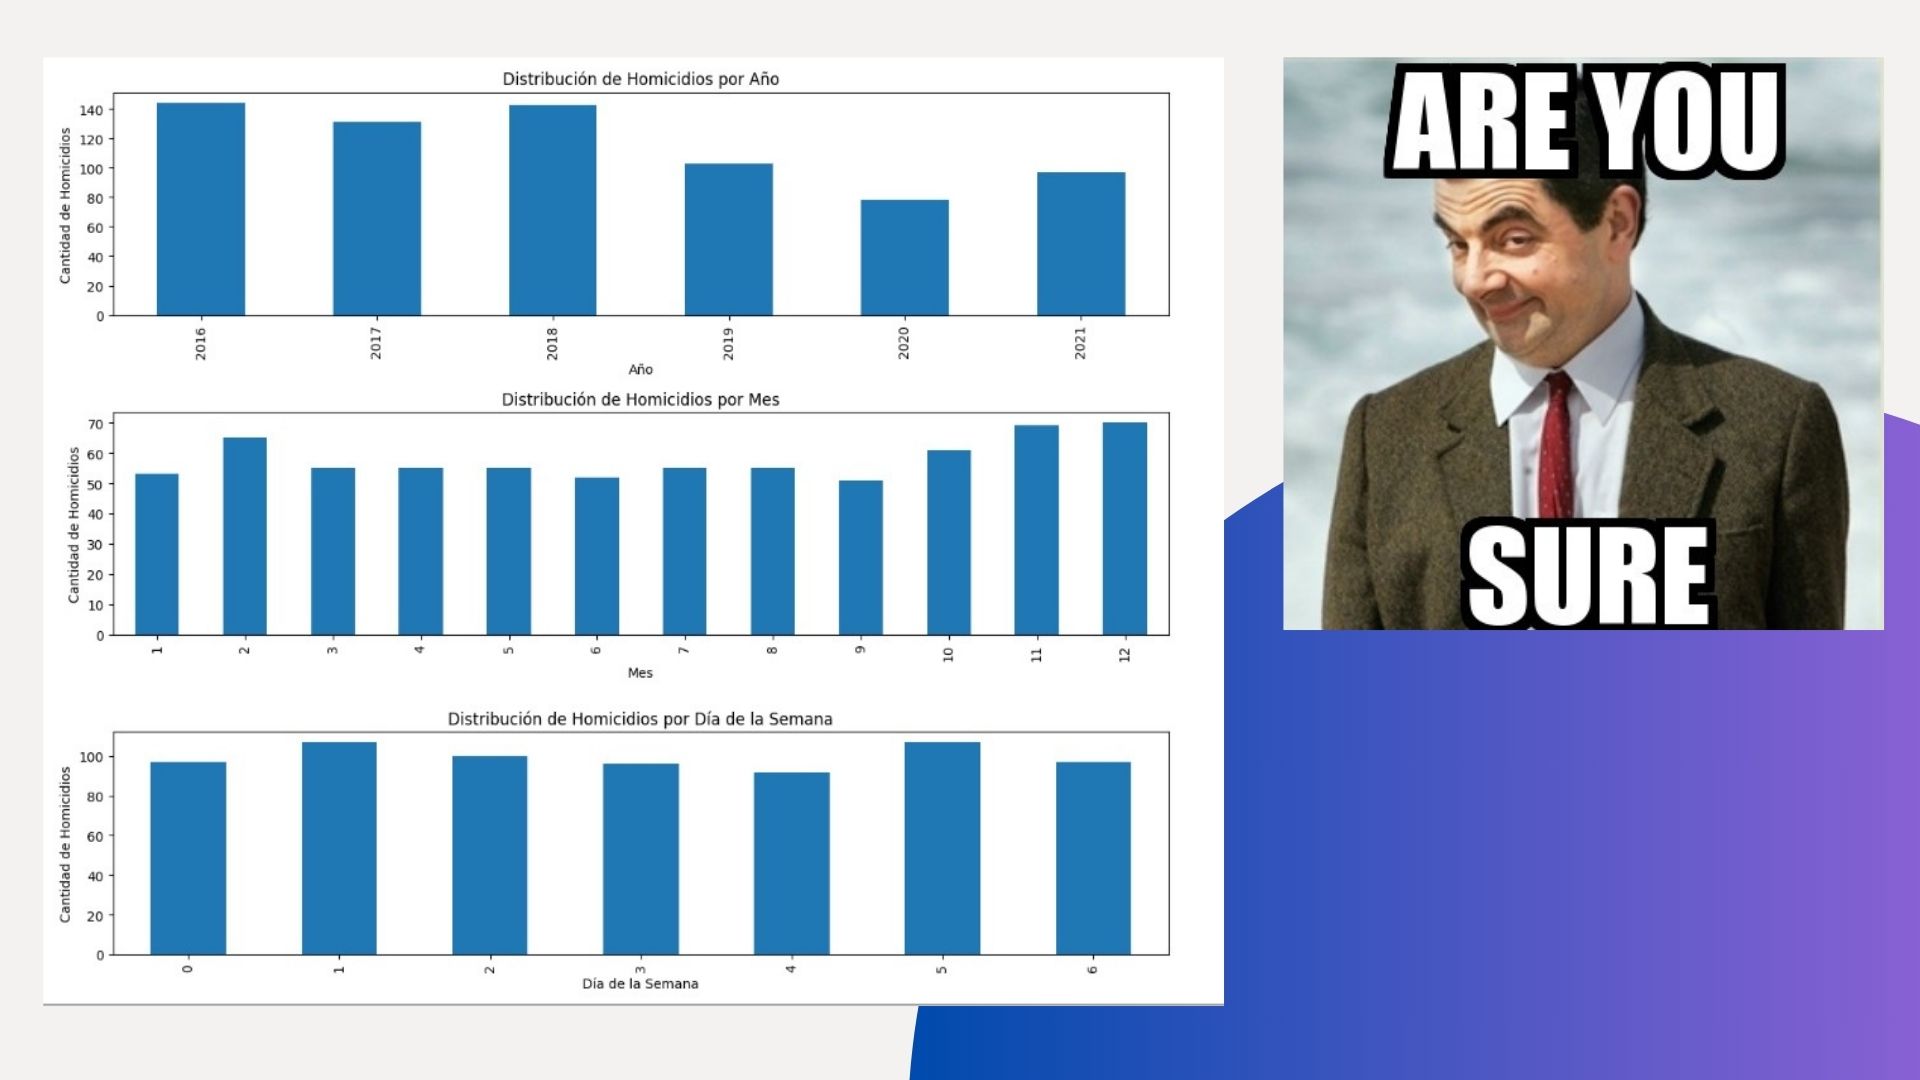 Distribución de Homicidios por Año
Cantidad de Homicidios
140
120
100
80
60
40
20
0
2016 2017 2018 2019 2020 2021
Año
Distribución de Homicidios por Mes
Cantidad de Homicidios
70
60
50
40
30
20
10
0
1 2 3 4 5 6 7 8 9 10 11 12
Mes
Distribución de Homicidios por Día de la Semana
Cantidad de Homicidios
100
80
60
40
20
0
0 1 2 3 4 5 6
Día de la Semana
ARE YOU
SURE